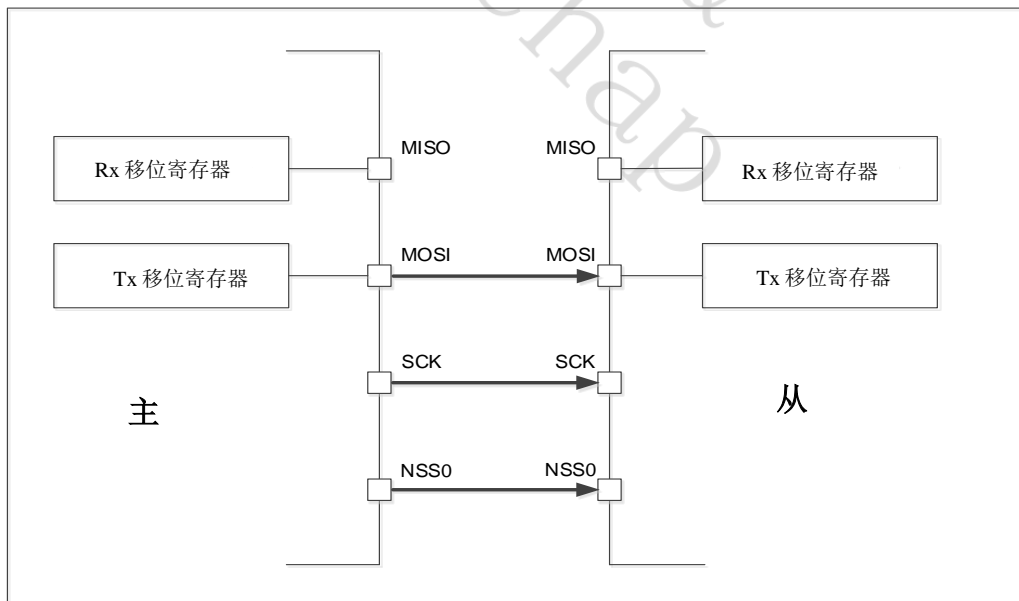 &
chap
MISO MISO
Rx 移位寄存器 Rx 移位寄存器
MOSI MOSI
Tx 移位寄存器 Tx 移位寄存器
SCK SCK
主 从
NSS0 NSS0